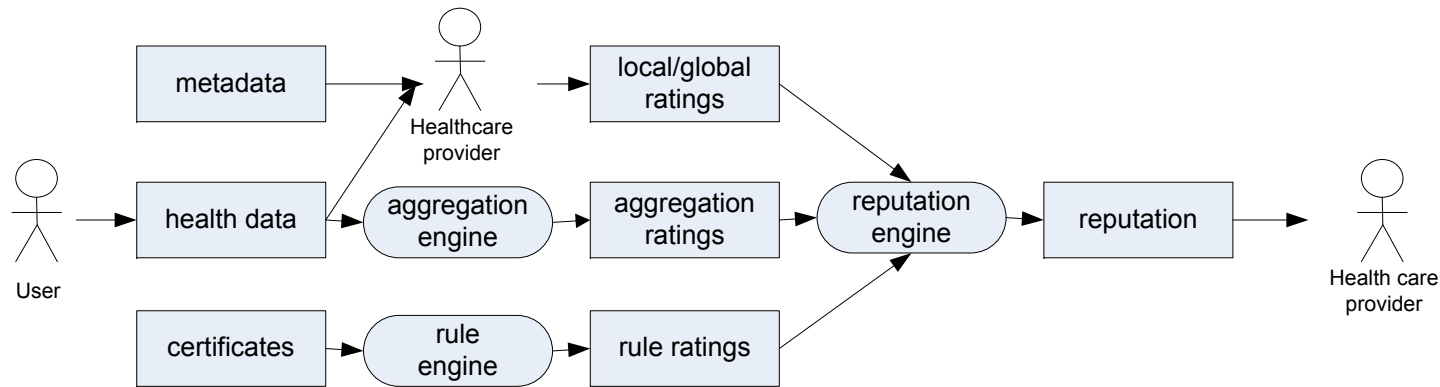 metadata
Healthcare
provider
local/global
ratings
User
health data
aggregation
engine
aggregation
ratings
reputation
engine
reputation
Health care
provider
certificates
rule
engine
rule ratings